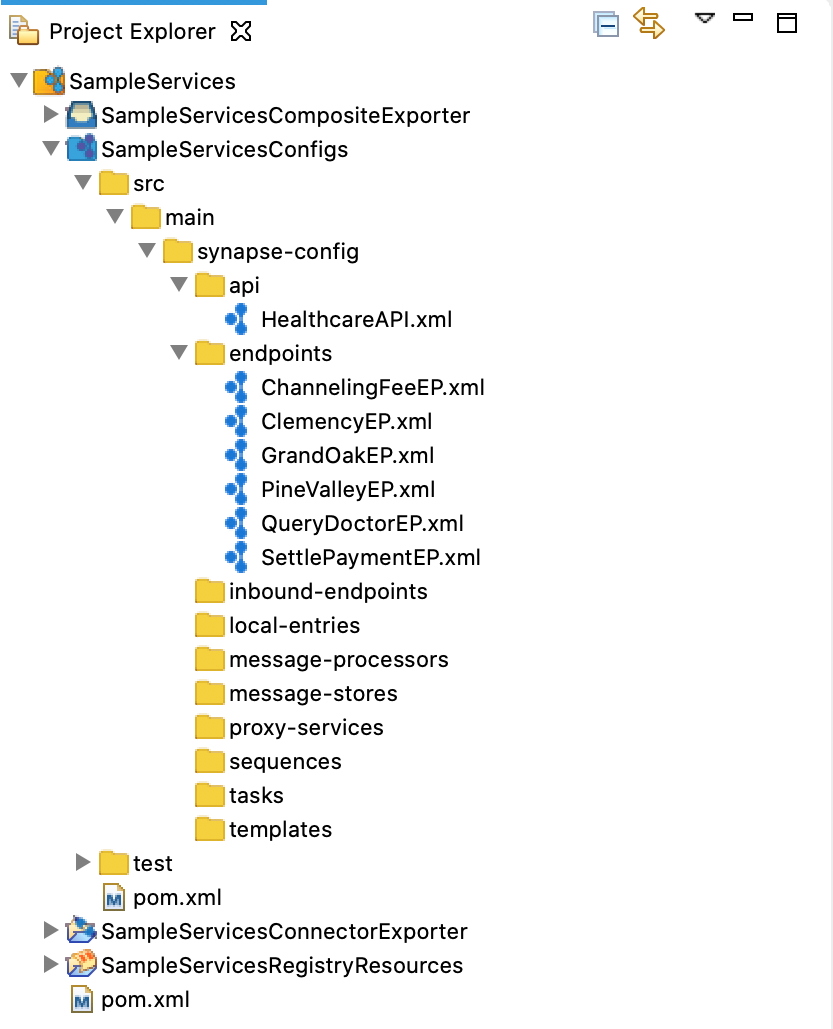 Project Explorer
SampleServices
SampleServicesCompositeExporter
SampleServicesConfigs
src
main
synapse-config
api
HealthcareAPI.xml
endpoints
ChannelingFeeEP.xml
ClemencyEP.xml
GrandOakEP.xml
PineValleyEP.xml
QueryDoctorEP.xml
SettlePaymentEP.xml
inbound-endpoints
local-entries
message-processors
message-stores
proxy-services
sequences
tasks
templates
test
M pom.xml
SampleServicesConnectorExporter
SampleServicesRegistryResources
M pom.xml